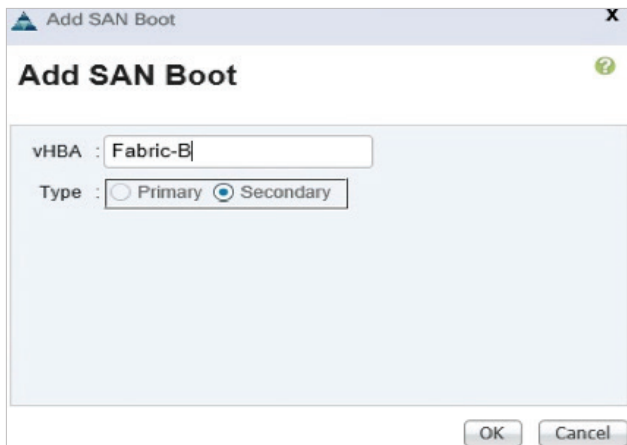 Add SAN Boot x
Add SAN Boot ?
vHBA : Fabric-B
Type : Primary Secondary
OK Cancel